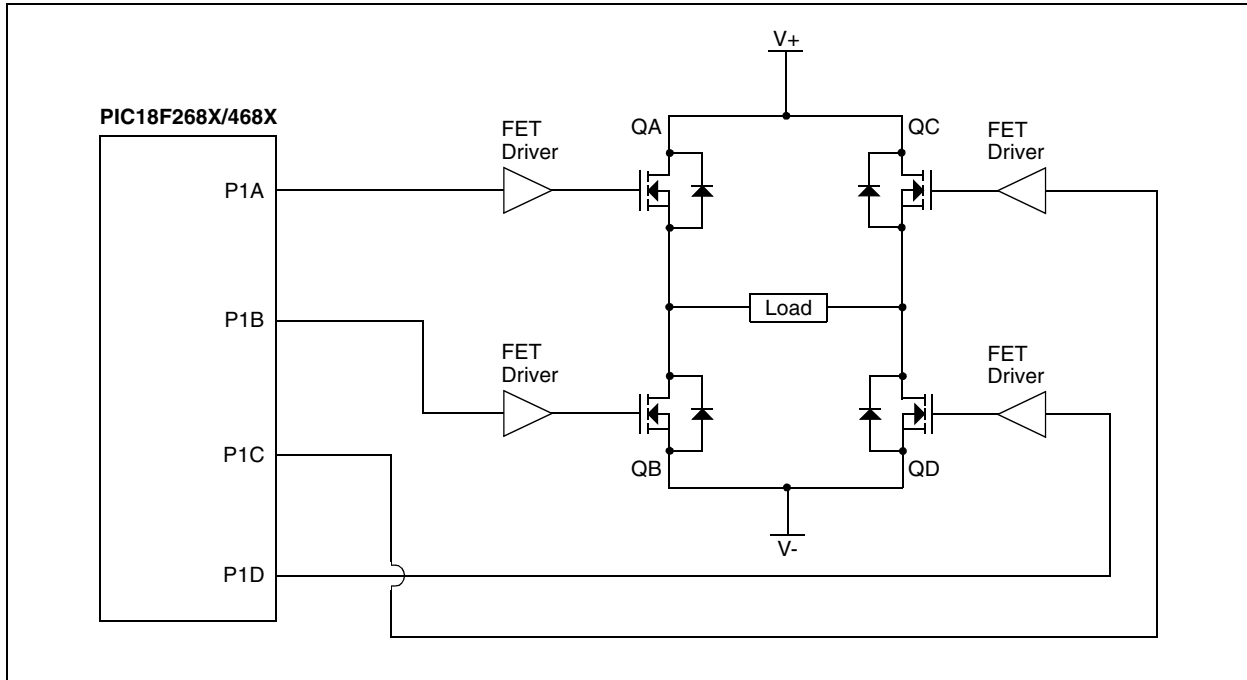 V+
PIC18F268X/468X
FET
Driver
QA
QC
FET
Driver
P1A
P1B
Load
FET
Driver
FET
Driver
P1C
QB
QD
V-
P1D